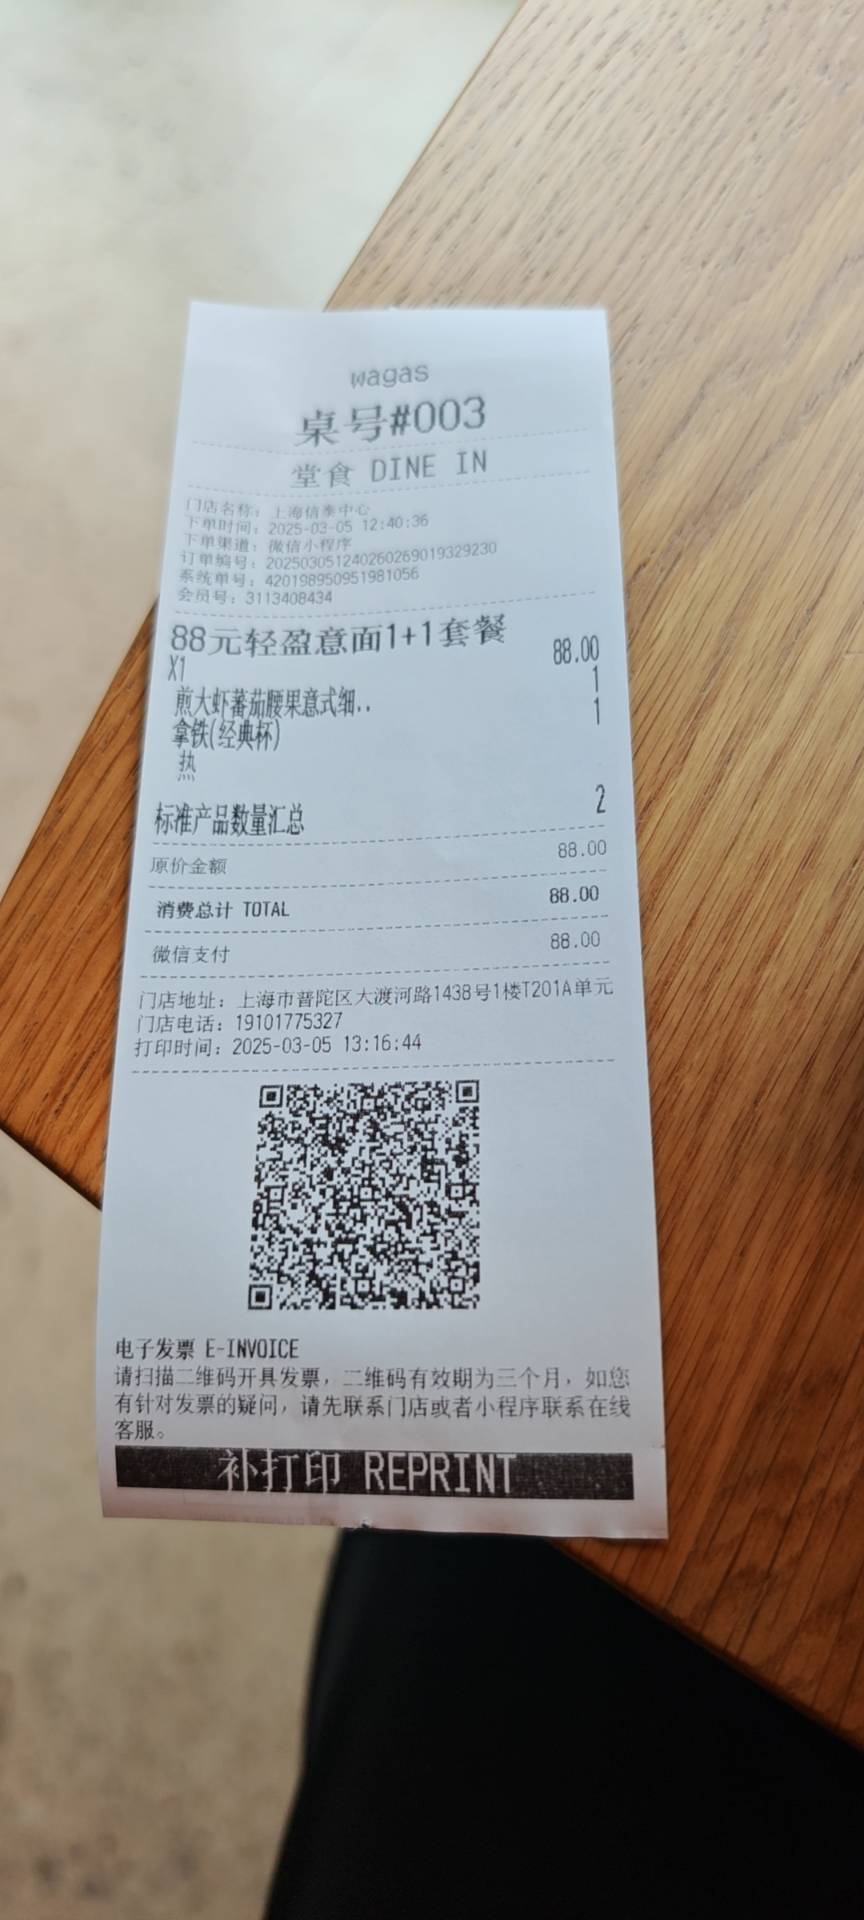 wagas
桌号#003
堂食 DINE IN
门店名称: 上海信泰中心
下单时间: 2025-03-05 12:40:36
下单渠道: 微信小程序
订单编号: 20250305124026026901932​9230
系统单号: 420198950951981056
会员号: 3113408434
88元轻盈意面1+1套餐
X1 88.00
煎大虾蕃茄腰果意式细.. 1
拿铁(经典杯) 1
热
标准产品数量汇总 2
原价金额 88.00
消费总计 TOTAL 88.00
微信支付 88.00
门店地址: 上海市普陀区大渡河路1438号1楼T201A单元
门店电话: 19101775327
打印时间: 2025-03-05 13:16:44
电子发票 E-INVOICE
请扫描二维码开具发票，二维码有效期为三个月，如您
有针对发票的疑问，请先联系门店或者小程序联系在线
客服。
补打印 REPRINT